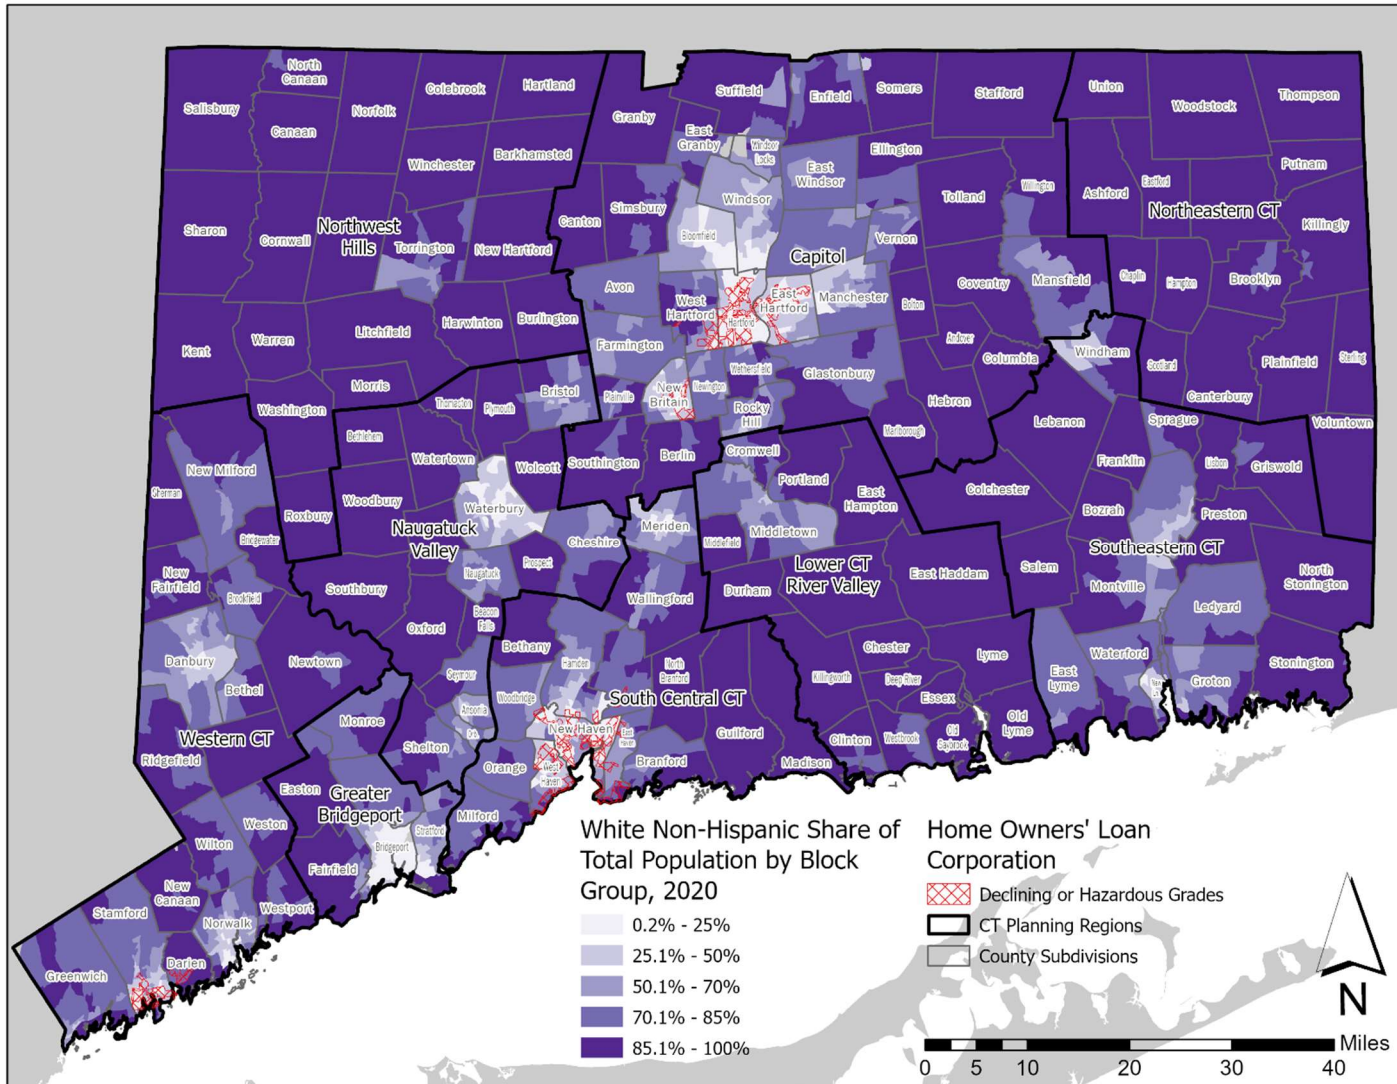 North
Canaan
Salisbury
Canaan
Norfolk
Colebrook
Hartland
Winchester
Barkhamsted
Sharon
Cornwall
Northwest
Hills
Torrington
New Hartford
Kent
Warren
Litchfield
Harwinton
Burlington
Morris
Washington
Suffield
Enfield
Somers
Stafford
Granby
East
Granby
Windsor
Locks
East
Windsor
Ellington
Windsor
Simsbury
Canton
Bloomfield
Tolland
Willington
Vernon
Capitol
Avon
West
Hartford
Hartford
East
Hartford
Manchester
Bolton
Coventry
Mansfield
Farmington
Andover
Columbia
Wethersfield
Glastonbury
Bristol
Plainville
New
Britain
Newington
Rocky
Hill
Hebron
Marlborough
Union
Woodstock
Thompson
Putnam
Ashford
Eastford
Northeastern CT
Killingly
Chaplin
Hampton
Brooklyn
Windham
Scotland
Plainfield
Sterling
Canterbury
Voluntown
Thomaston
Plymouth
Bethlehem
Watertown
Wolcott
Southington
Berlin
Woodbury
Waterbury
Naugatuck
Valley
Cheshire
Meriden
Prospect
Naugatuck
Southbury
Oxford
Beacon
Falls
Cromwell
Portland
East
Hampton
Middletown
Middlefield
Lower CT
River Valley
Durham
East Haddam
Lebanon
Sprague
Franklin
Lisbon
Griswold
Colchester
Bozrah
Preston
Southeastern CT
Salem
Montville
North
Stonington
Ledyard
New Milford
Sherman
Roxbury
Bridgewater
New
Fairfield
Brookfield
Danbury
Bethel
Newtown
Western CT
Ridgefield
Monroe
Seymour
Ansonia
Shelton
Easton
Greater
Bridgeport
Bethany
Woodbridge
Hamden
Wallingford
North
Branford
South Central CT
New Haven
East
Haven
West
Haven
Orange
Branford
Guilford
Madison
Milford
Killingworth
Chester
Deep River
Essex
Lyme
Clinton
Westbrook
Old
Saybrook
Old
Lyme
East
Lyme
Waterford
Groton
Stonington
Weston
Wilton
New
Canaan
Stamford
Norwalk
Westport
Fairfield
Bridgeport
Stratford
Darien
Greenwich
White Non-Hispanic Share of
Total Population by Block
Group, 2020
0.2% - 25%
25.1% - 50%
50.1% - 70%
70.1% - 85%
85.1% - 100%
Home Owners' Loan
Corporation
Declining or Hazardous Grades
CT Planning Regions
County Subdivisions
N
Miles
0 5 10 20 30 40